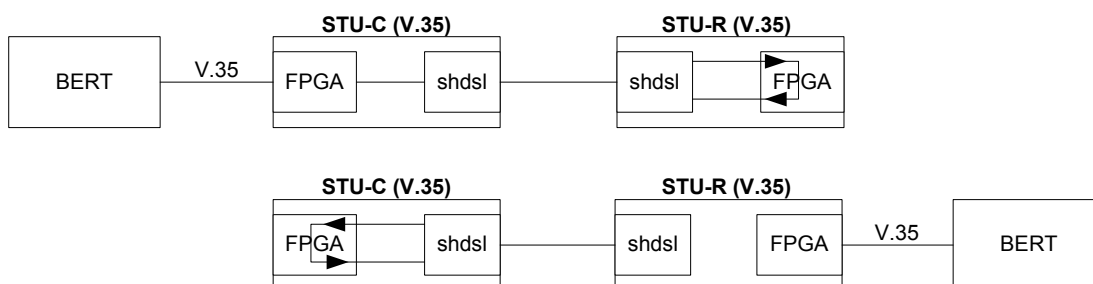 STU-C (V.35) STU-R (V.35)
BERT V.35 FPGA shdsl shdsl FPGA
STU-C (V.35) STU-R (V.35)
FPGA shdsl shdsl FPGA V.35 BERT